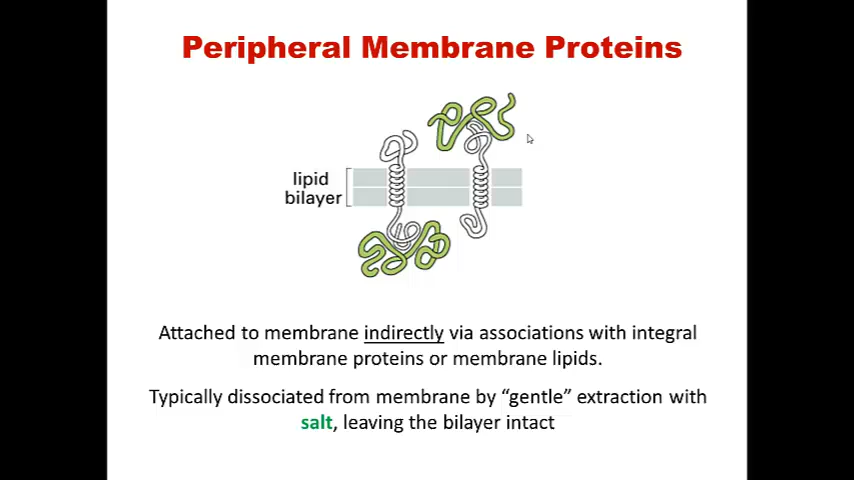 Peripheral Membrane Proteins
lipid
bilayer
Attached to membrane indirectly via associations with integral
membrane proteins or membrane lipids.
Typically dissociated from membrane by “gentle” extraction with
salt, leaving the bilayer intact